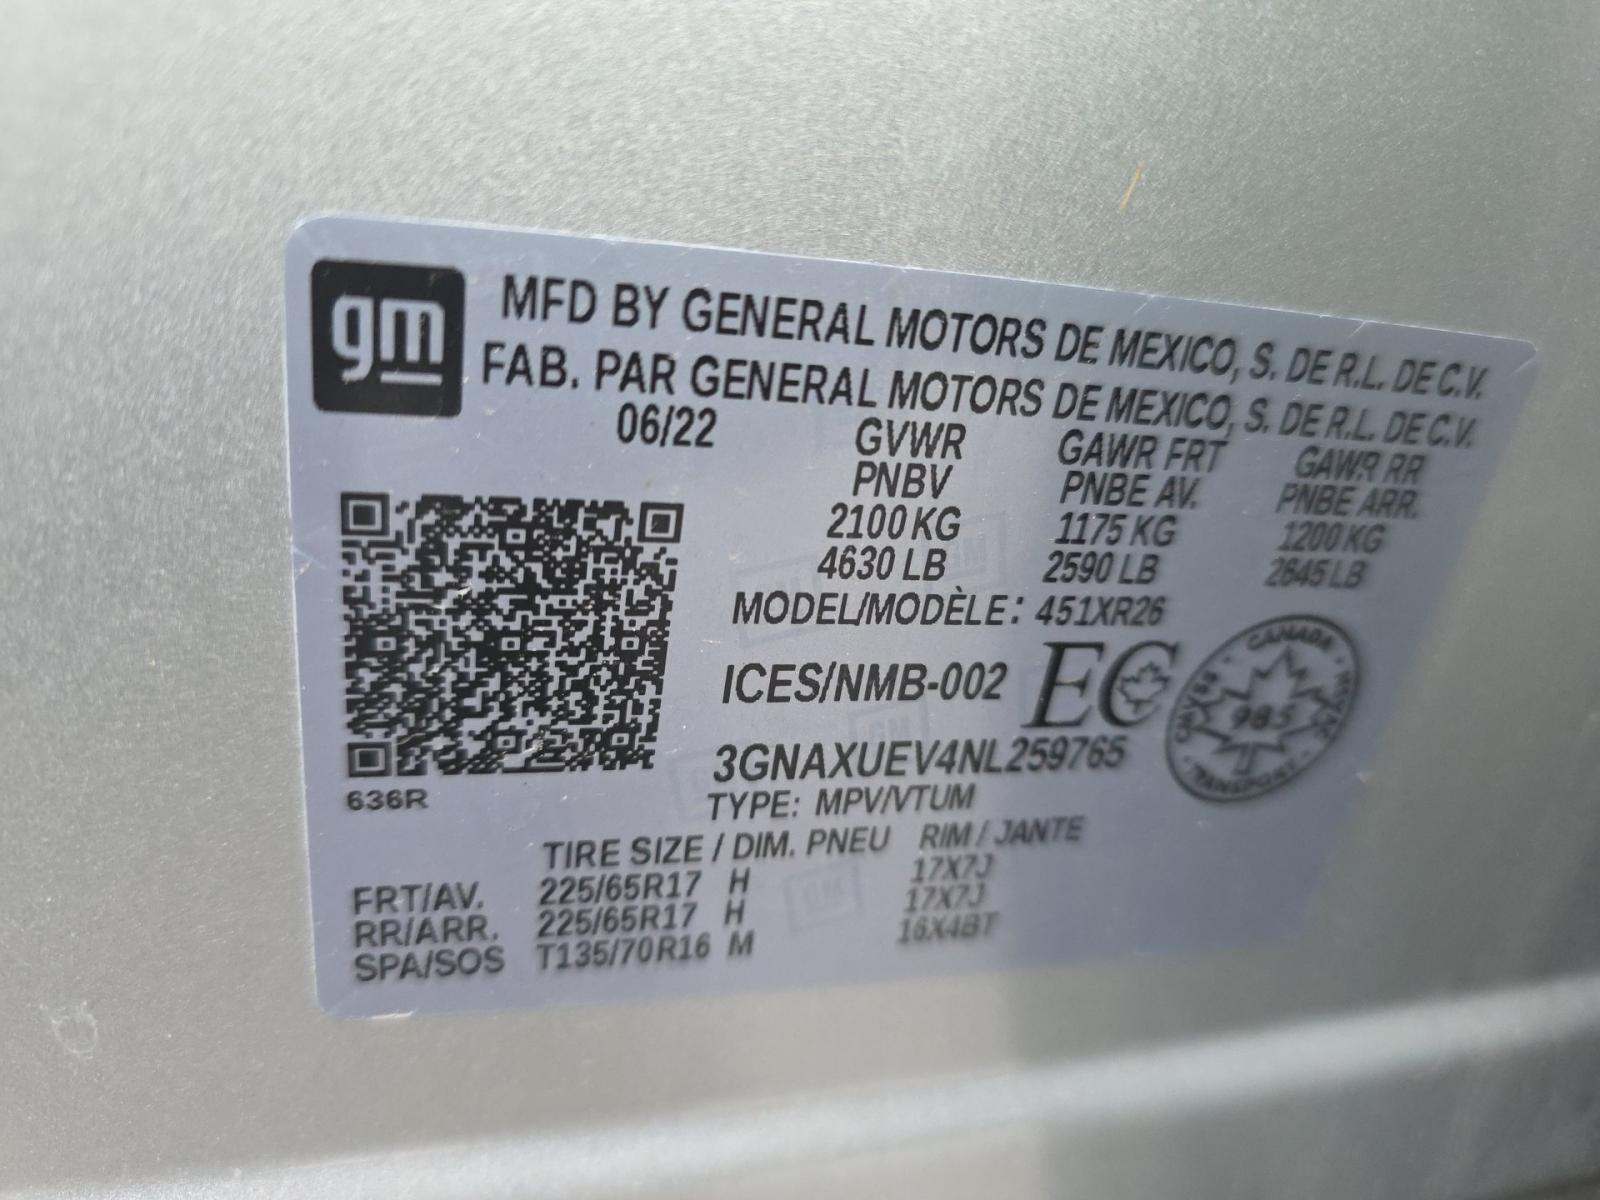 gm
MFD BY GENERAL MOTORS DE MEXICO, S. DE R.L. DE C.V.
FAB. PAR GENERAL MOTORS DE MEXICO, S. DE R.L. DE C.V.
06/22 GVWR GAWR FRT GAWR RR
PNBV PNBE AV. PNBE ARR.
2100 KG 1175 KG 1200 KG
4630 LB 2590 LB 2645 LB
MODEL/MODÈLE: 451XR26
ICES/NMB-002 EC
CANADA
CMVSS 985 NSVAC
TRANSPORT
3GNAXUEV4NL259765
636R
TYPE: MPV/VTUM
TIRE SIZE / DIM. PNEU RIM / JANTE
FRT/AV. 225/65R17 H 17X7J
RR/ARR. 225/65R17 H 17X7J
SPA/SOS T135/70R16 M 16X4BT